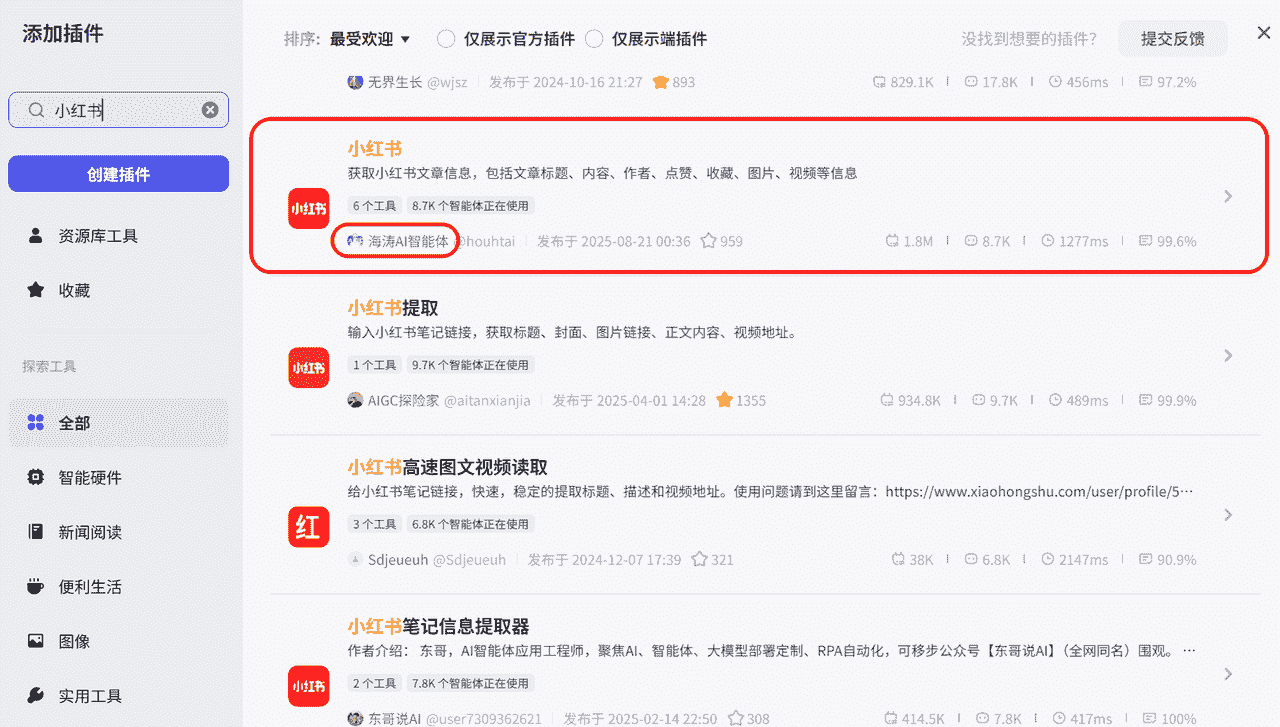 添加插件
小红书
创建插件
资源库工具
收藏
探索工具
全部
智能硬件
新闻阅读
便利生活
图像
实用工具
排序: 最受欢迎 仅展示官方插件 仅展示端插件 没找到想要的插件? 提交反馈
无界生长 @wjsz 发布于 2024-10-16 21:27 893 829.1K 17.8K 456ms 97.2%
小红书
获取小红书文章信息，包括文章标题、内容、作者、点赞、收藏、图片、视频等信息
小红书
6 个工具 8.7K 个智能体正在使用
海涛AI智能体 @houhtai 发布于 2025-08-21 00:36 959 1.8M 8.7K 1277ms 99.6%
小红书提取
输入小红书笔记链接，获取标题、封面、图片链接、正文内容、视频地址。
小红书
1 个工具 9.7K 个智能体正在使用
AIGC探险家 @aitanxianjia 发布于 2025-04-01 14:28 1355 934.8K 9.7K 489ms 99.9%
小红书高速图文视频读取
给小红书笔记链接，快速，稳定的提取标题、描述和视频地址。使用问题请到这里留言：https://www.xiaohongshu.com/user/profile/5…
红
3 个工具 6.8K 个智能体正在使用
Sdjeueuh @Sdjeueuh 发布于 2024-12-07 17:39 321 38K 6.8K 2147ms 90.9%
小红书笔记信息提取器
作者介绍： 东哥，AI智能体应用工程师，聚焦AI、智能体、大模型部署定制、RPA自动化，可移步公众号【东哥说AI】（全网同名）围观。 …
小红书
2 个工具 7.8K 个智能体正在使用
东哥说AI @user7309362621 发布于 2025-02-14 22:50 308 414.5K 7.8K 417ms 100%